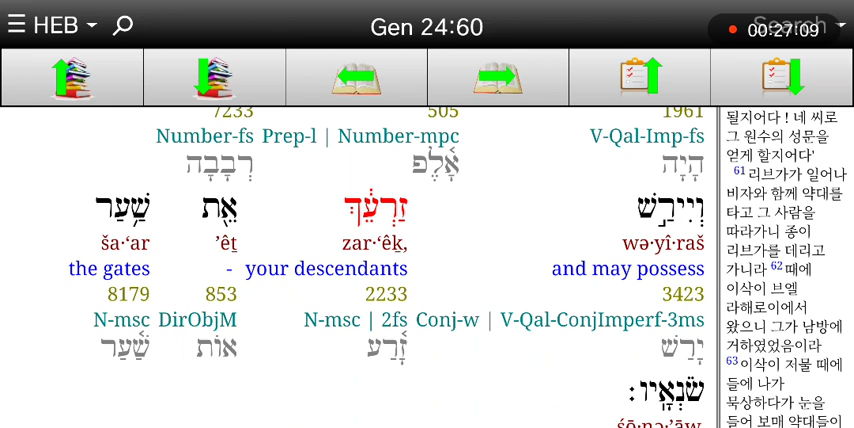 ☰ HEB
Gen 24:60
Search
00:27:09
7233 505 1961
Number-fs Prep-l | Number-mpc V-Qal-Imp-fs
רְבָבָה אֶ֫לֶף הָיָה
וְיִירַ֣שׁ זַרְעֵ֔ךְ אֵ֖ת שַׁ֥עַר
ša·‘ar ’êṯ zar·‘êḵ, wə·yî·raš
the gates - your descendants and may possess
8179 853 2233 3423
N-msc DirObjM N-msc | 2fs Conj-w | V-Qal-ConjImperf-3ms
שַׁ֫עַר אוֹת זֶ֫רַע יָרַשׁ
שֹׂנְאָֽיו׃
śō·nə·’āw.
될지어다 ! 네 씨로
그 원수의 성문을
얻게 할지어다'
61 리브가가 일어나
비자와 함께 약대를
타고 그 사람을
따라가니 종이
리브가를 데리고
가니라 62 때에
이삭이 브엘
라해로이에서
왔으니 그가 남방에
거하였었음이라
63 이삭이 저물 때에
들에 나가
묵상하다가 눈을
들어 보매 약대들이